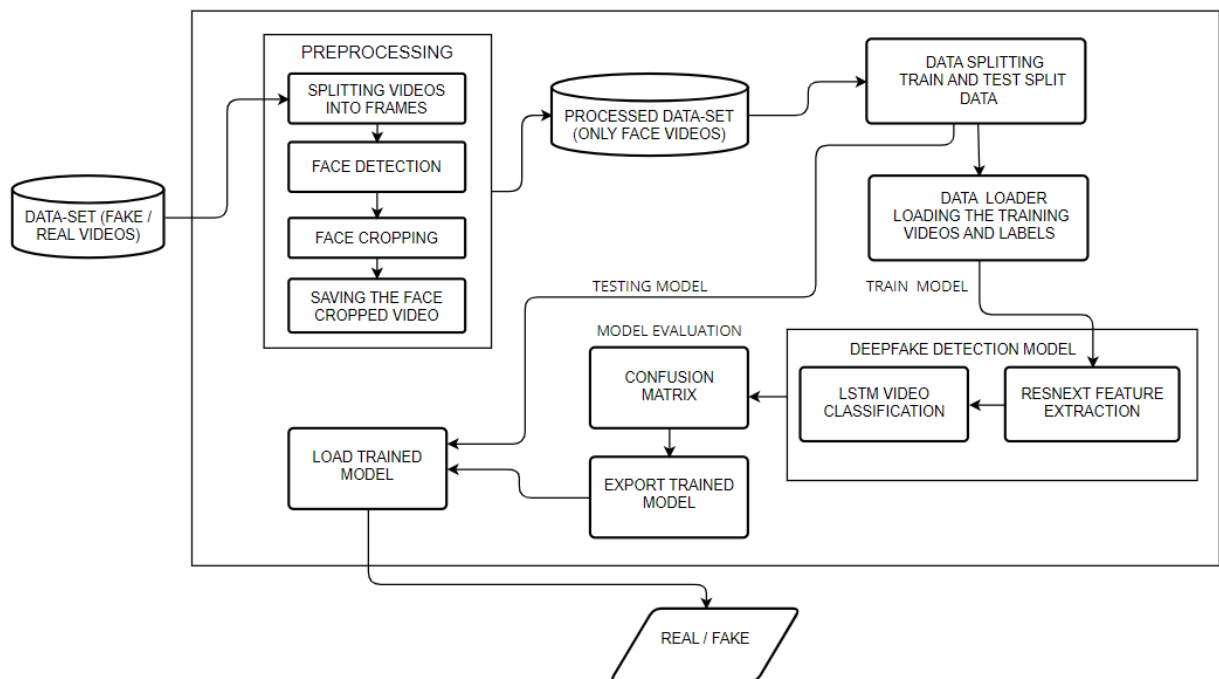 PREPROCESSING
SPLITTING VIDEOS
INTO FRAMES
FACE DETECTION
FACE CROPPING
SAVING THE FACE
CROPPED VIDEO
DATA-SET (FAKE /
REAL VIDEOS)
PROCESSED DATA-SET
(ONLY FACE VIDEOS)
DATA SPLITTING
TRAIN AND TEST SPLIT
DATA
DATA LOADER
LOADING THE TRAINING
VIDEOS AND LABELS
TESTING MODEL
TRAIN MODEL
MODEL EVALUATION
DEEPFAKE DETECTION MODEL
CONFUSION
MATRIX
LSTM VIDEO
CLASSIFICATION
RESNEXT FEATURE
EXTRACTION
LOAD TRAINED
MODEL
EXPORT TRAINED
MODEL
REAL / FAKE